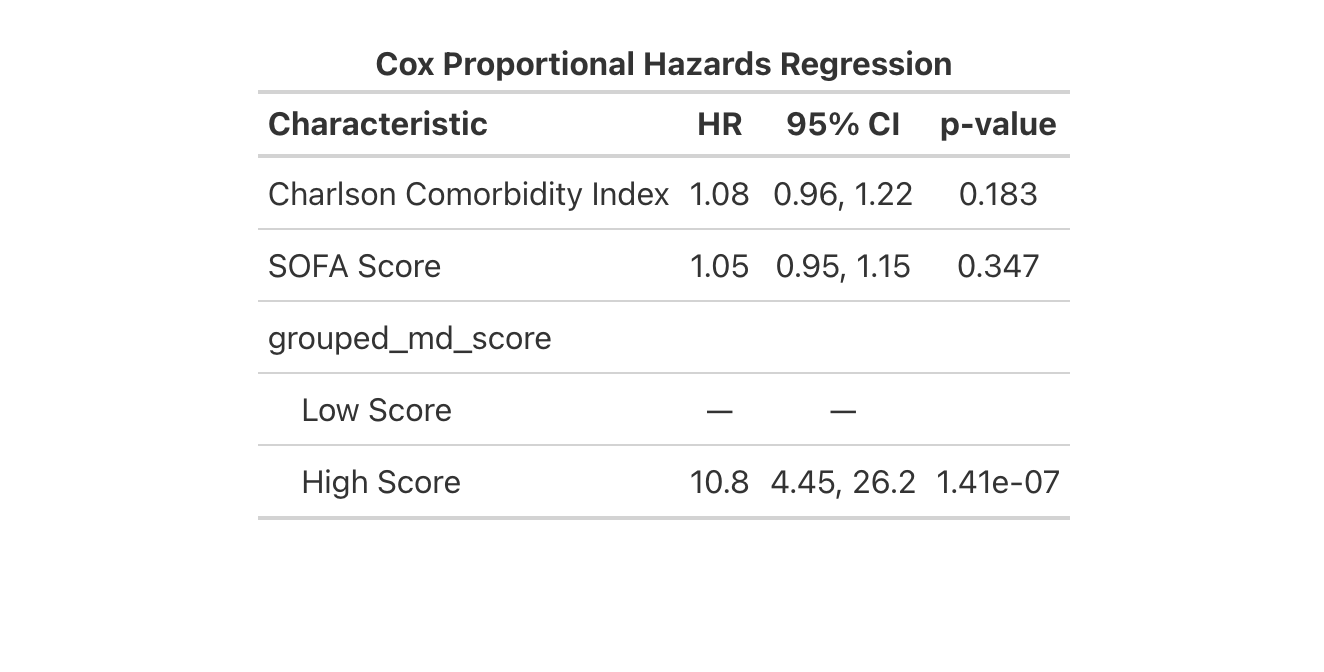 Cox Proportional Hazards Regression
Characteristic HR 95% CI p-value
Charlson Comorbidity Index 1.08 0.96, 1.22 0.183
SOFA Score 1.05 0.95, 1.15 0.347
grouped_md_score
Low Score — —
High Score 10.8 4.45, 26.2 1.41e-07